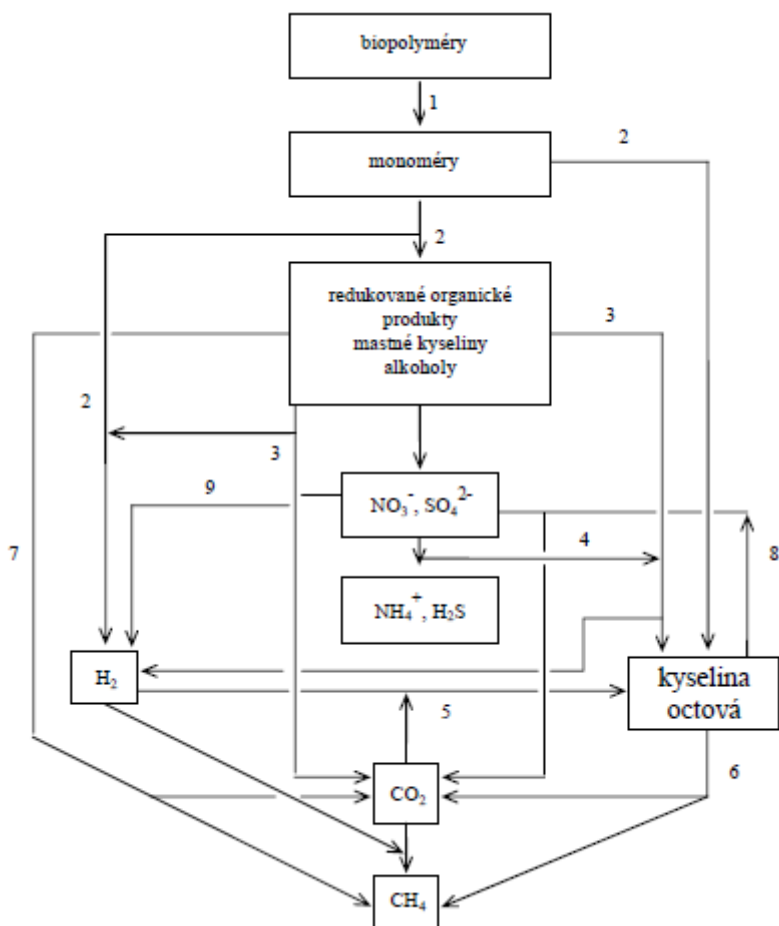 biopolyméry
1
monoméry
2
2
redukované organické
produkty
mastné kyseliny
alkoholy
3
2
3
9
NO₃⁻, SO₄²⁻
4
7
8
NH₄⁺, H₂S
H₂
kyselina
octová
5
6
CO₂
CH₄